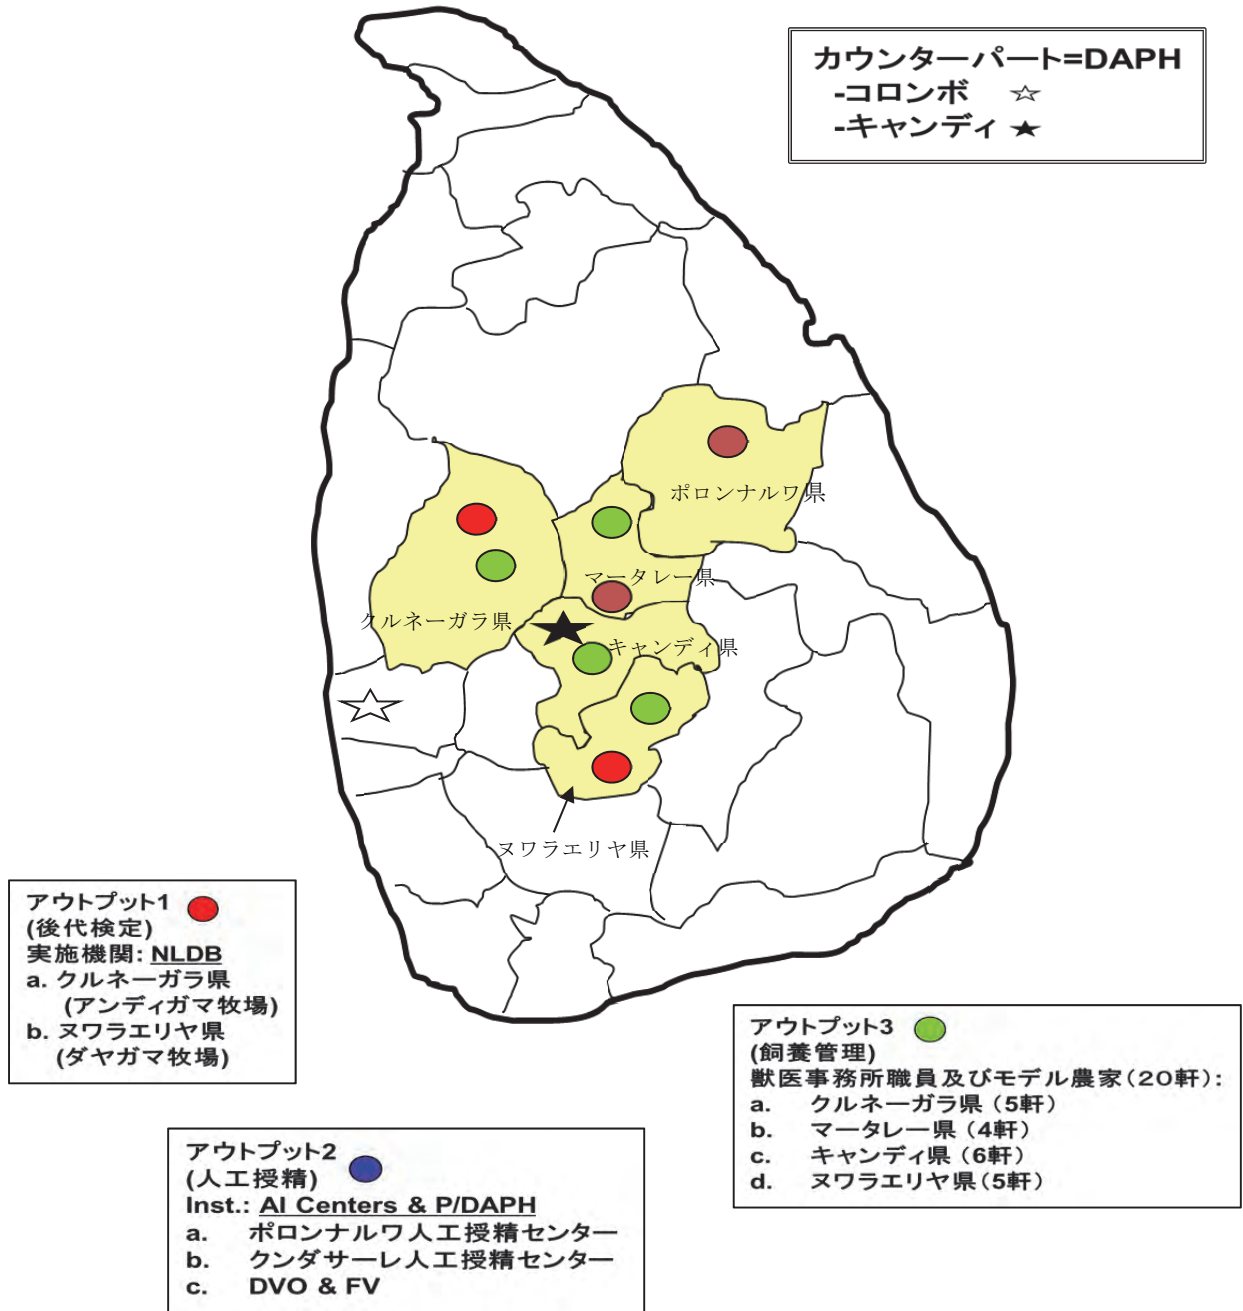 カウンターパート=DAPH
-コロンボ ☆
-キャンディ ★
ポロンナルワ県
マータレー県
クルネーガラ県
キャンディ県
ヌワラエリヤ県
アウトプット1
(後代検定)
実施機関: NLDB
a. クルネーガラ県
(アンディガマ牧場)
b. ヌワラエリヤ県
(ダヤガマ牧場)
アウトプット3
(飼養管理)
獣医事務所職員及びモデル農家(20軒):
a. クルネーガラ県(5軒)
b. マータレー県(4軒)
c. キャンディ県(6軒)
d. ヌワラエリヤ県(5軒)
アウトプット2
(人工授精)
Inst.: AI Centers & P/DAPH
a. ポロンナルワ人工授精センター
b. クンダサーレ人工授精センター
c. DVO & FV